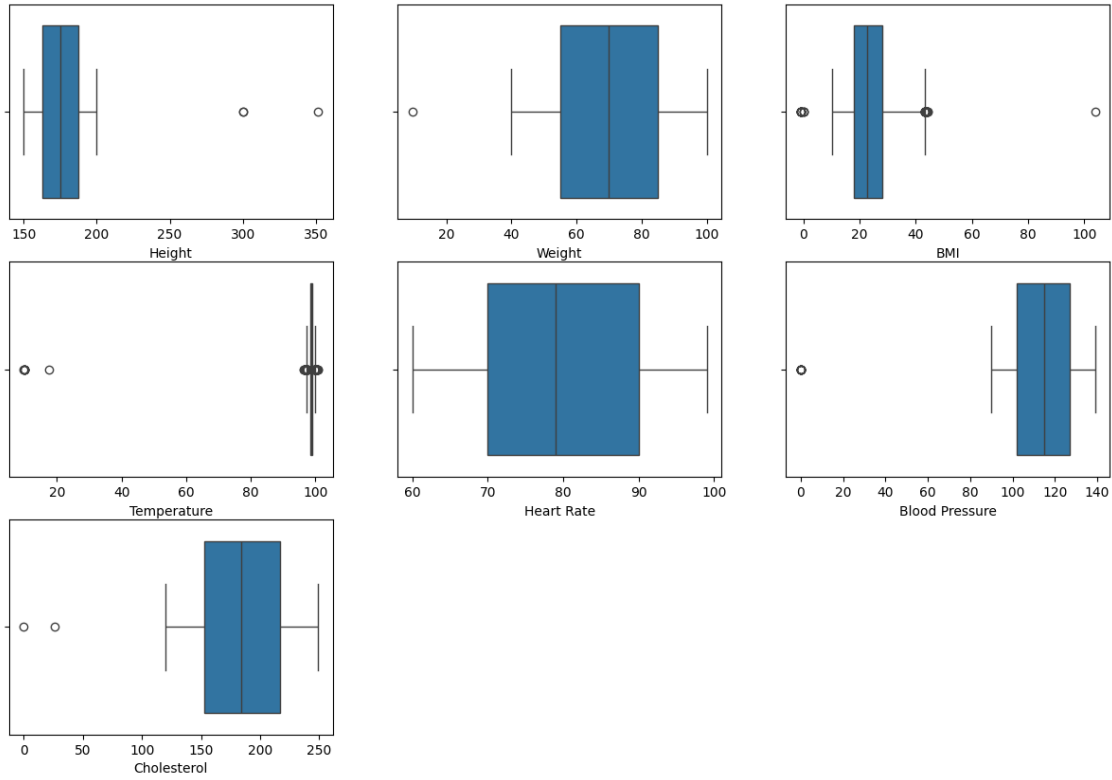 150 200 250 300 350
Height
20 40 60 80 100
Weight
0 20 40 60 80 100
BMI
20 40 60 80 100
Temperature
60 70 80 90 100
Heart Rate
0 20 40 60 80 100 120 140
Blood Pressure
0 50 100 150 200 250
Cholesterol